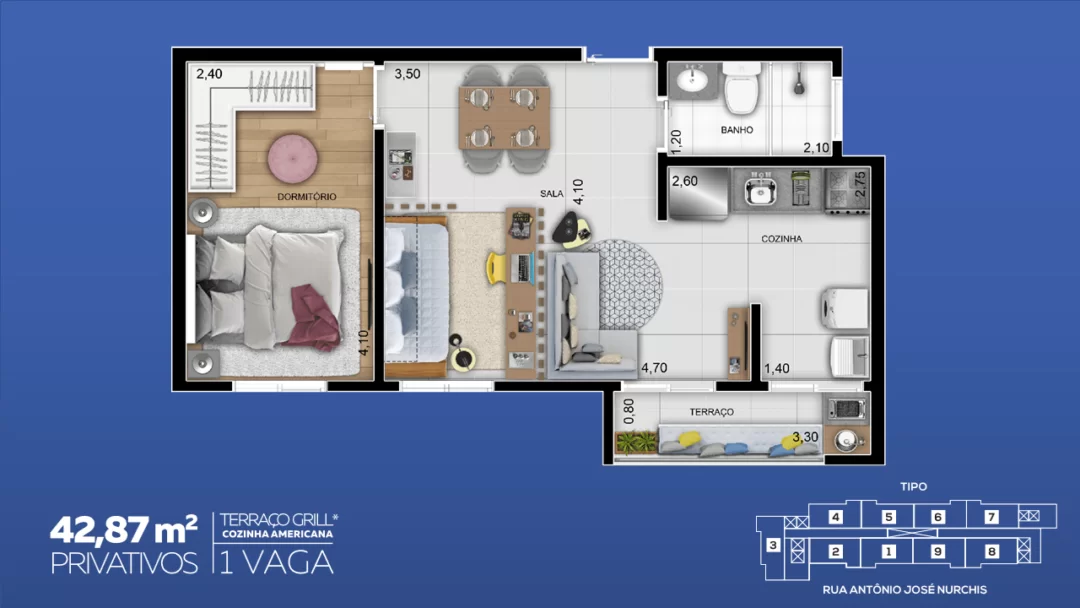 2,40
3,50
DORMITÓRIO
4,10
SALA
4,10
4,70
1,20
BANHO
2,10
2,60
2,75
COZINHA
1,40
0,80
TERRAÇO
3,30
42,87 m²
PRIVATIVOS
TERRAÇO GRILL*
COZINHA AMERICANA
1 VAGA
TIPO
4 5 6 7
3
2 1 9 8
RUA ANTÔNIO JOSÉ NURCHIS